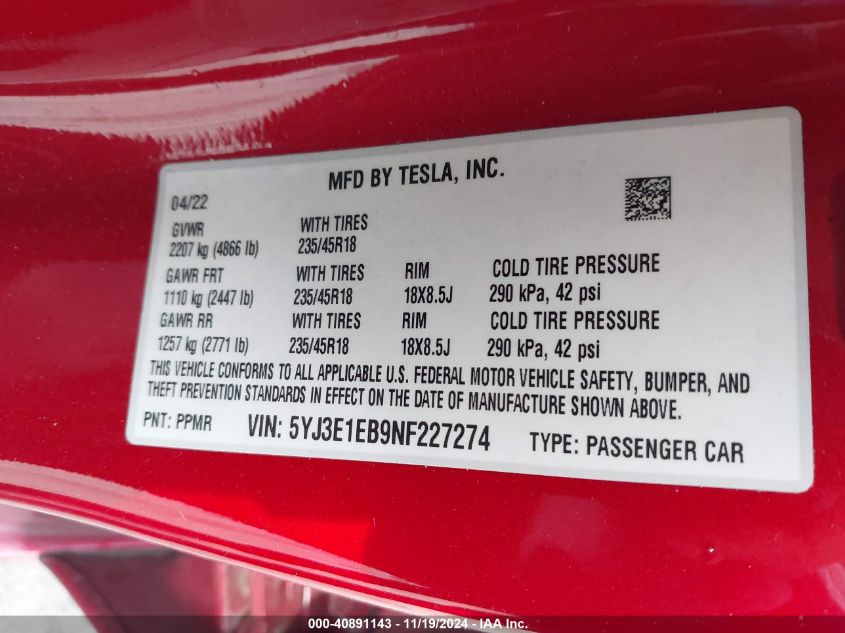 MFD BY TESLA, INC.
04/22
GVWR WITH TIRES
2207 kg (4866 lb) 235/45R18
GAWR FRT WITH TIRES RIM COLD TIRE PRESSURE
1110 kg (2447 lb) 235/45R18 18X8.5J 290 kPa, 42 psi
GAWR RR WITH TIRES RIM COLD TIRE PRESSURE
1257 kg (2771 lb) 235/45R18 18X8.5J 290 kPa, 42 psi
THIS VEHICLE CONFORMS TO ALL APPLICABLE U.S. FEDERAL MOTOR VEHICLE SAFETY, BUMPER, AND
THEFT PREVENTION STANDARDS IN EFFECT ON THE DATE OF MANUFACTURE SHOWN ABOVE.
PNT: PPMR VIN: 5YJ3E1EB9NF227274 TYPE: PASSENGER CAR
000-40891143 - 11/19/2024 - IAA Inc.